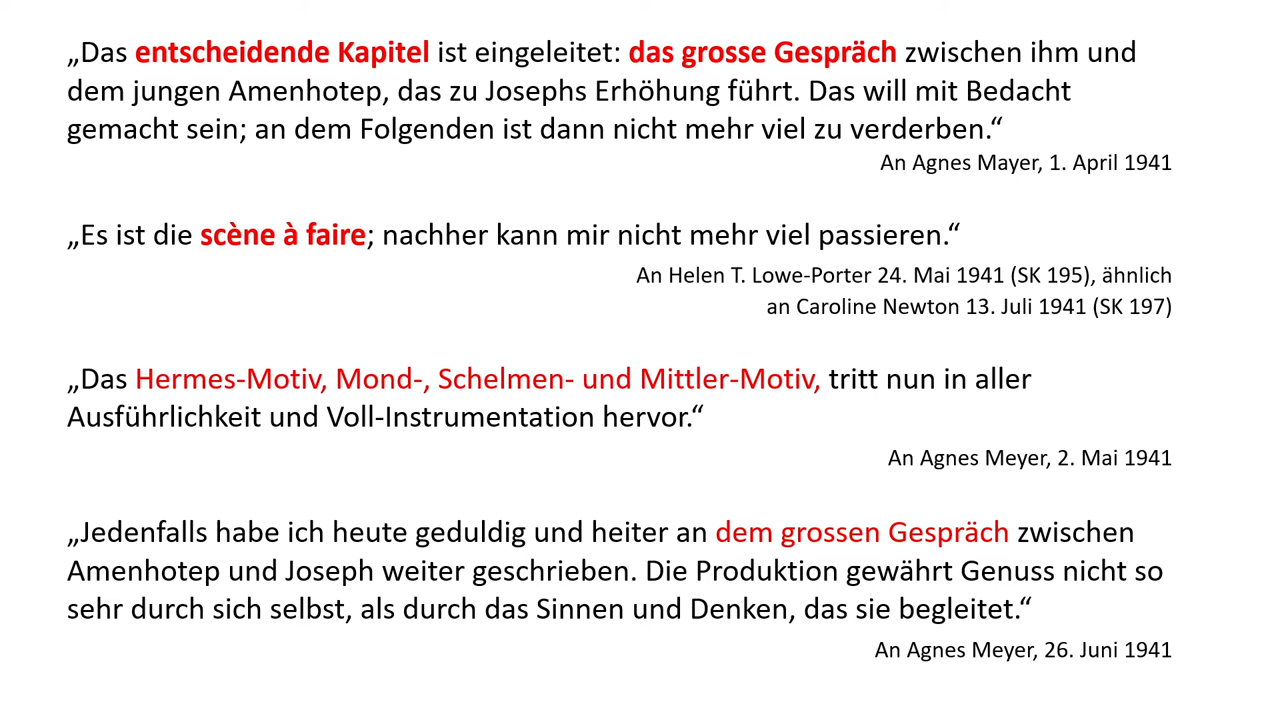 „Das entscheidende Kapitel ist eingeleitet: das grosse Gespräch zwischen ihm und
dem jungen Amenhotep, das zu Josephs Erhöhung führt. Das will mit Bedacht
gemacht sein; an dem Folgenden ist dann nicht mehr viel zu verderben.“
An Agnes Mayer, 1. April 1941
„Es ist die scène à faire; nachher kann mir nicht mehr viel passieren.“
An Helen T. Lowe-Porter 24. Mai 1941 (SK 195), ähnlich
an Caroline Newton 13. Juli 1941 (SK 197)
„Das Hermes-Motiv, Mond-, Schelmen- und Mittler-Motiv, tritt nun in aller
Ausführlichkeit und Voll-Instrumentation hervor.“
An Agnes Meyer, 2. Mai 1941
„Jedenfalls habe ich heute geduldig und heiter an dem grossen Gespräch zwischen
Amenhotep und Joseph weiter geschrieben. Die Produktion gewährt Genuss nicht so
sehr durch sich selbst, als durch das Sinnen und Denken, das sie begleitet.“
An Agnes Meyer, 26. Juni 1941